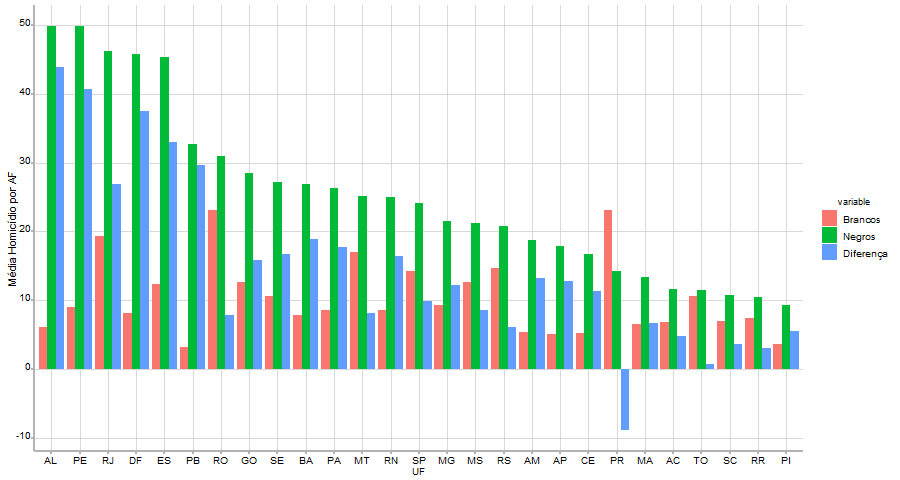 50
40
30
20
10
0
-10
Média Homicídio por AF
AL PE RJ DF ES PB RO GO SE BA PA MT RN SP MG MS RS AM AP CE PR MA AC TO SC RR PI
UF
variable
Brancos
Negros
Diferença